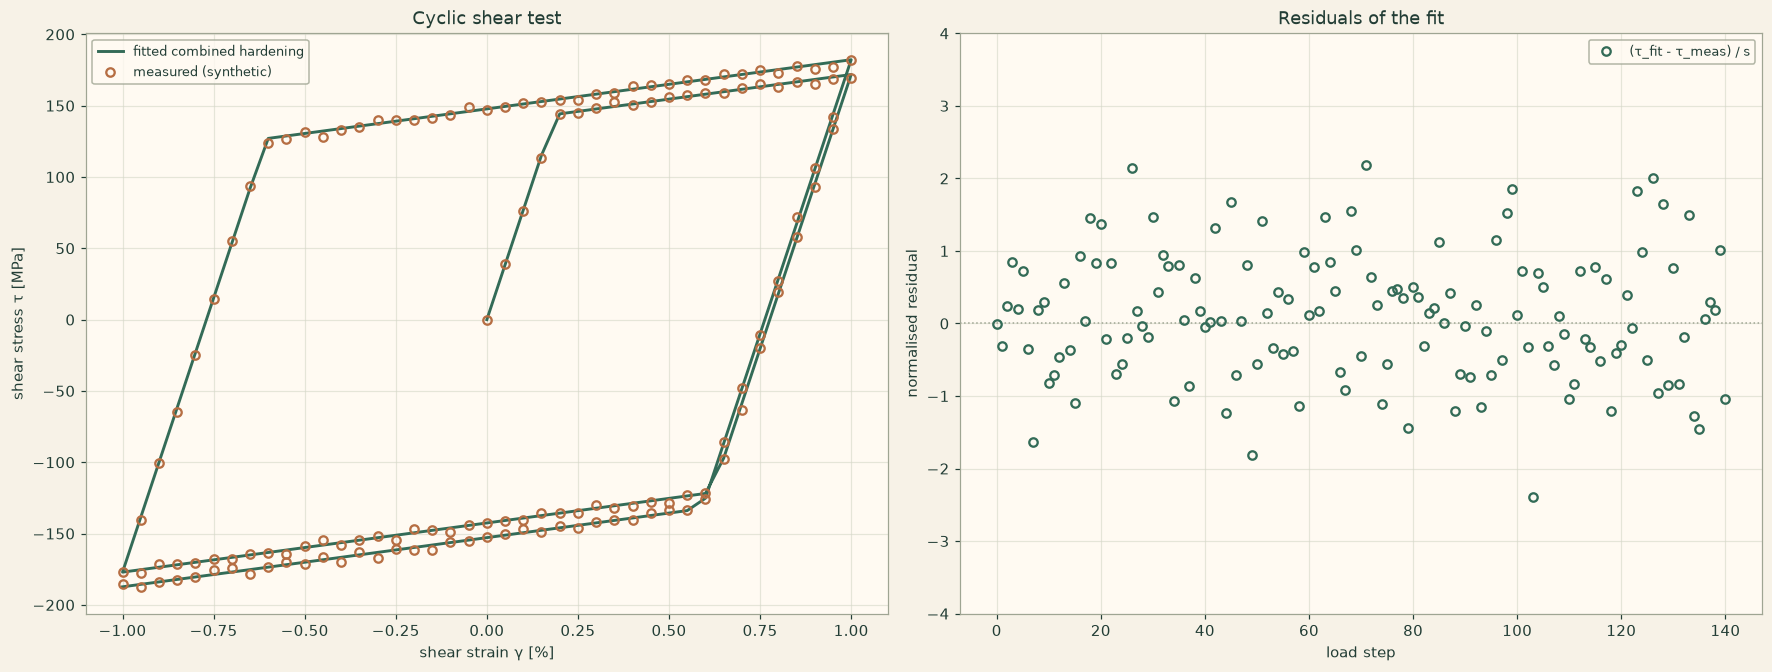 Cyclic shear test
fitted combined hardening
measured (synthetic)
200
150
100
50
0
−50
−100
−150
−200
shear stress τ [MPa]
−1.00 −0.75 −0.50 −0.25 0.00 0.25 0.50 0.75 1.00
shear strain γ [%]
Residuals of the fit
(τ_fit - τ_meas) / s
4
3
2
1
0
−1
−2
−3
−4
normalised residual
0 20 40 60 80 100 120 140
load step